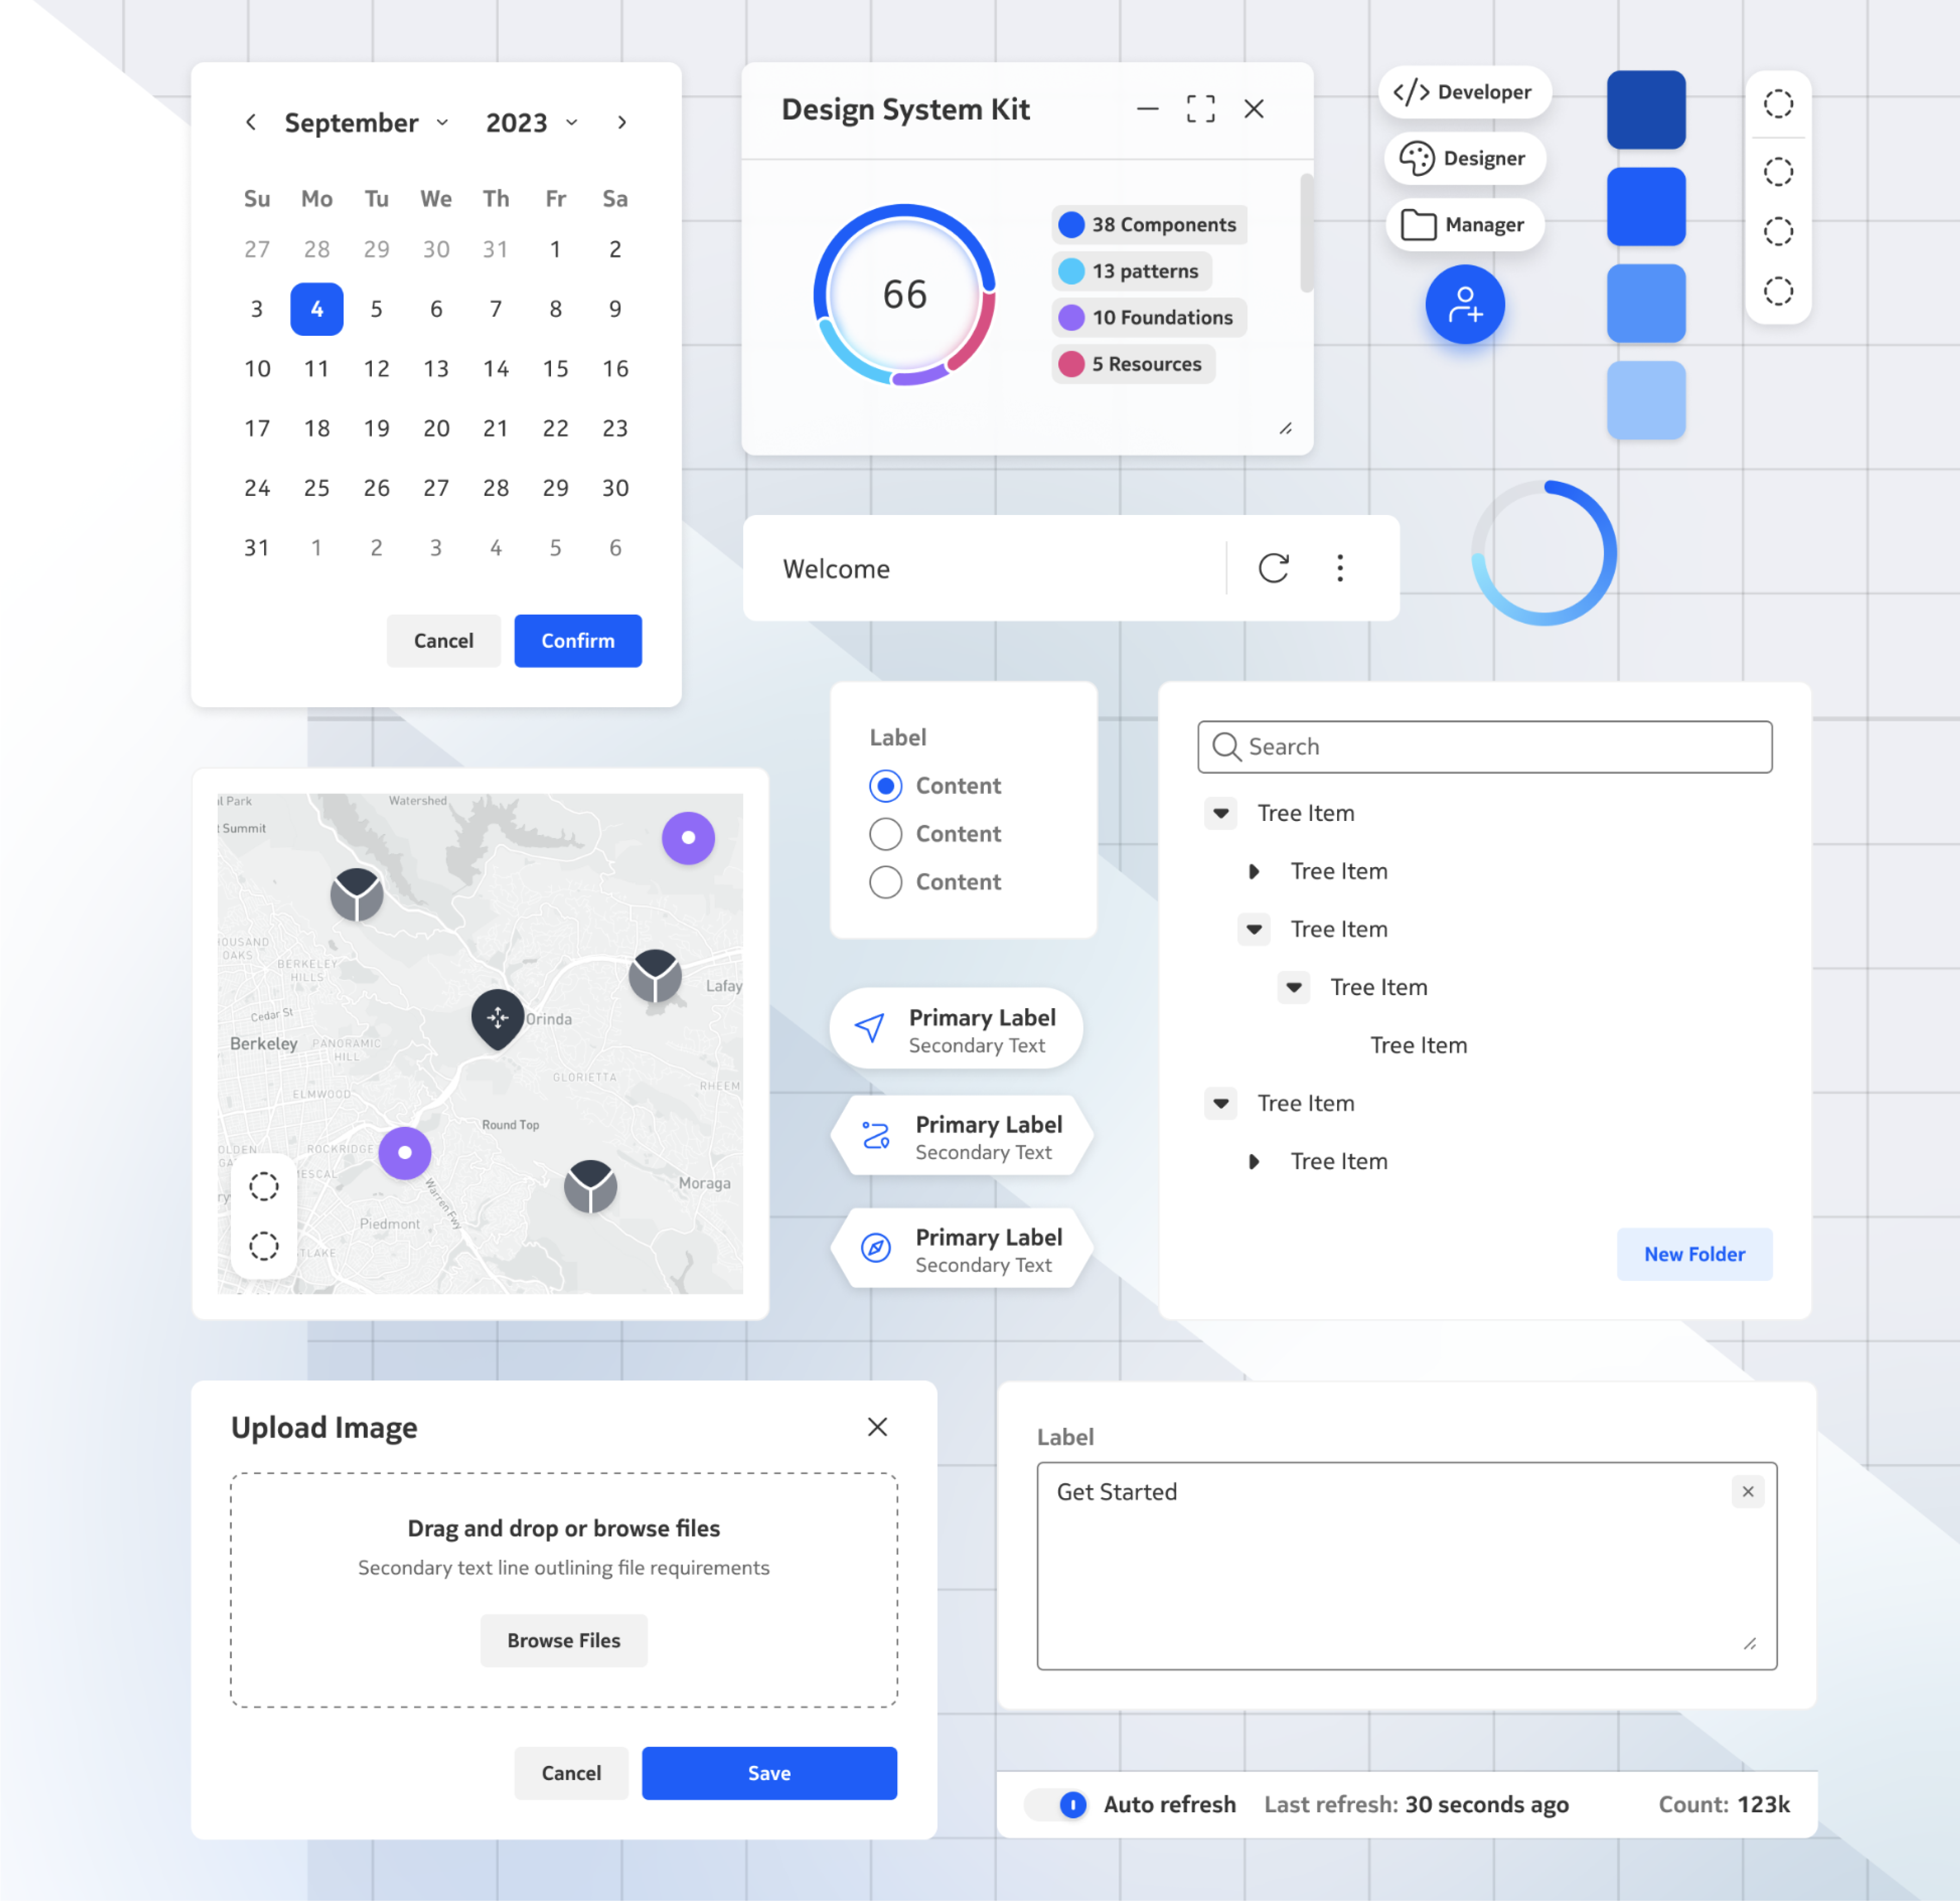 September 2023
Su Mo Tu We Th Fr Sa
27 28 29 30 31 1 2
3 4 5 6 7 8 9
10 11 12 13 14 15 16
17 18 19 20 21 22 23
24 25 26 27 28 29 30
31 1 2 3 4 5 6
Cancel Confirm
Design System Kit
66
38 Components
13 patterns
10 Foundations
5 Resources
Developer
Designer
Manager
Welcome
Label
Content
Content
Content
Search
Tree Item
Tree Item
Tree Item
Tree Item
Tree Item
Tree Item
Tree Item
New Folder
l Park
Watershed
t Summit
HOUSAND
OAKS
BERKELEY
HILLS
Lafay
Cedar St
Orinda
Berkeley
PANORAMIC
HILL
GLORIETTA
RHEEM
ELMWOOD
Round Top
OLDEN
GA
ROCKRIDGE
MESCAL
ry
Warren Fwy
Moraga
Piedmont
TLAKE
Primary Label
Secondary Text
Primary Label
Secondary Text
Primary Label
Secondary Text
Upload Image
Drag and drop or browse files
Secondary text line outlining file requirements
Browse Files
Cancel Save
Label
Get Started
Auto refresh Last refresh: 30 seconds ago Count: 123k